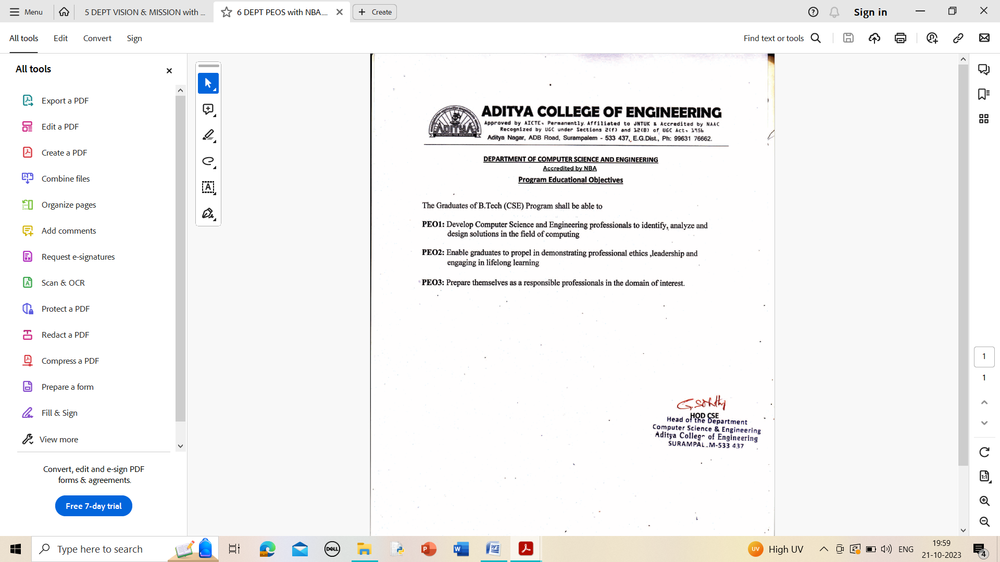 Menu
5 DEPT VISION & MISSION with ...
6 DEPT PEOS with NBA....
Create
Sign in
All tools
Edit
Convert
Sign
Find text or tools
All tools
Export a PDF
Edit a PDF
Create a PDF
Combine files
Organize pages
Add comments
Request e-signatures
Scan & OCR
Protect a PDF
Redact a PDF
Compress a PDF
Prepare a form
Fill & Sign
View more
Convert, edit and e-sign PDF
forms & agreements.
Free 7-day trial
ADITYA
ADITYA COLLEGE OF ENGINEERING
Approved by AICTE, Permanently Affiliated to JNTUK & Accredited by NAAC
Recognized by UGC under Sections 2(f) and 12(B) of UGC Act, 1956
Aditya Nagar, ADB Road, Surampalem - 533 437, E.G.Dist., Ph: 99631 76662.
DEPARTMENT OF COMPUTER SCIENCE AND ENGINEERING
Accredited by NBA
Program Educational Objectives
The Graduates of B.Tech (CSE) Program shall be able to
PEO1: Develop Computer Science and Engineering professionals to identify, analyze and
design solutions in the field of computing
PEO2: Enable graduates to propel in demonstrating professional ethics ,leadership and
engaging in lifelong learning
PEO3: Prepare themselves as a responsible professionals in the domain of interest.
HOD CSE
Head of the Department
Computer Science & Engineering
Aditya College of Engineering
SURAMPAL_M-533 437
1
1
1:1
Type here to search
DELL
UV
High UV
ENG
19:59
21-10-2023
4